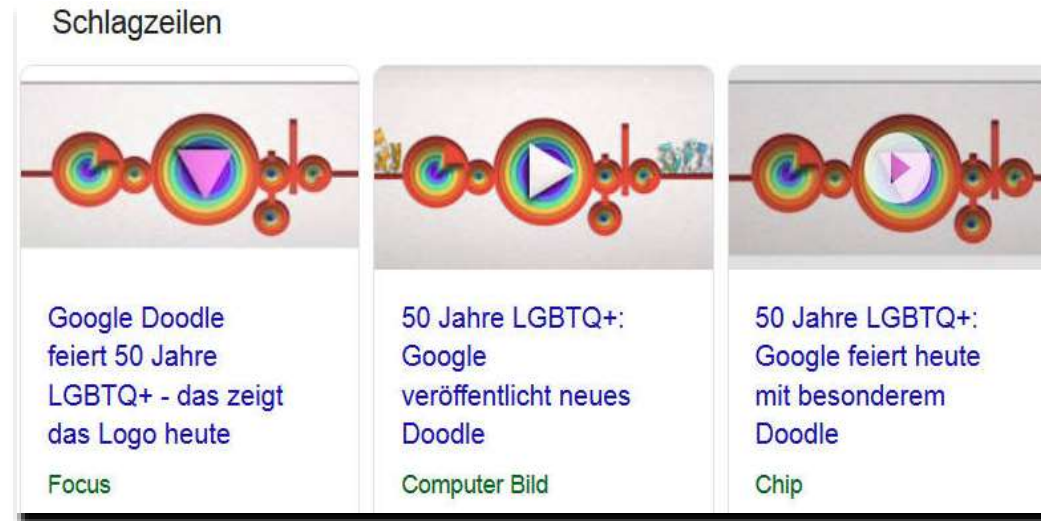 Schlagzeilen
Google Doodle
feiert 50 Jahre
LGBTQ+ - das zeigt
das Logo heute
Focus
50 Jahre LGBTQ+:
Google
veröffentlicht neues
Doodle
Computer Bild
50 Jahre LGBTQ+:
Google feiert heute
mit besonderem
Doodle
Chip